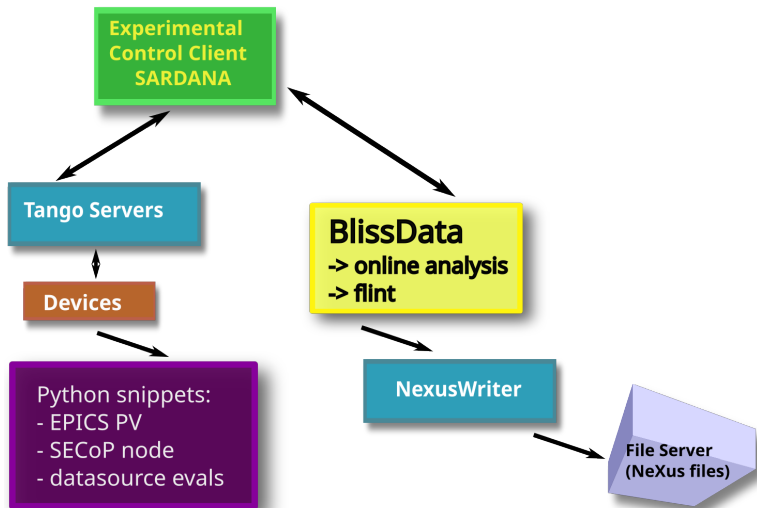 Experimental
Control Client
SARDANA
Tango Servers
Devices
Python snippets:
- EPICS PV
- SECoP node
- datasource evals
BlissData
-> online analysis
-> flint
NexusWriter
File Server
(NeXus files)